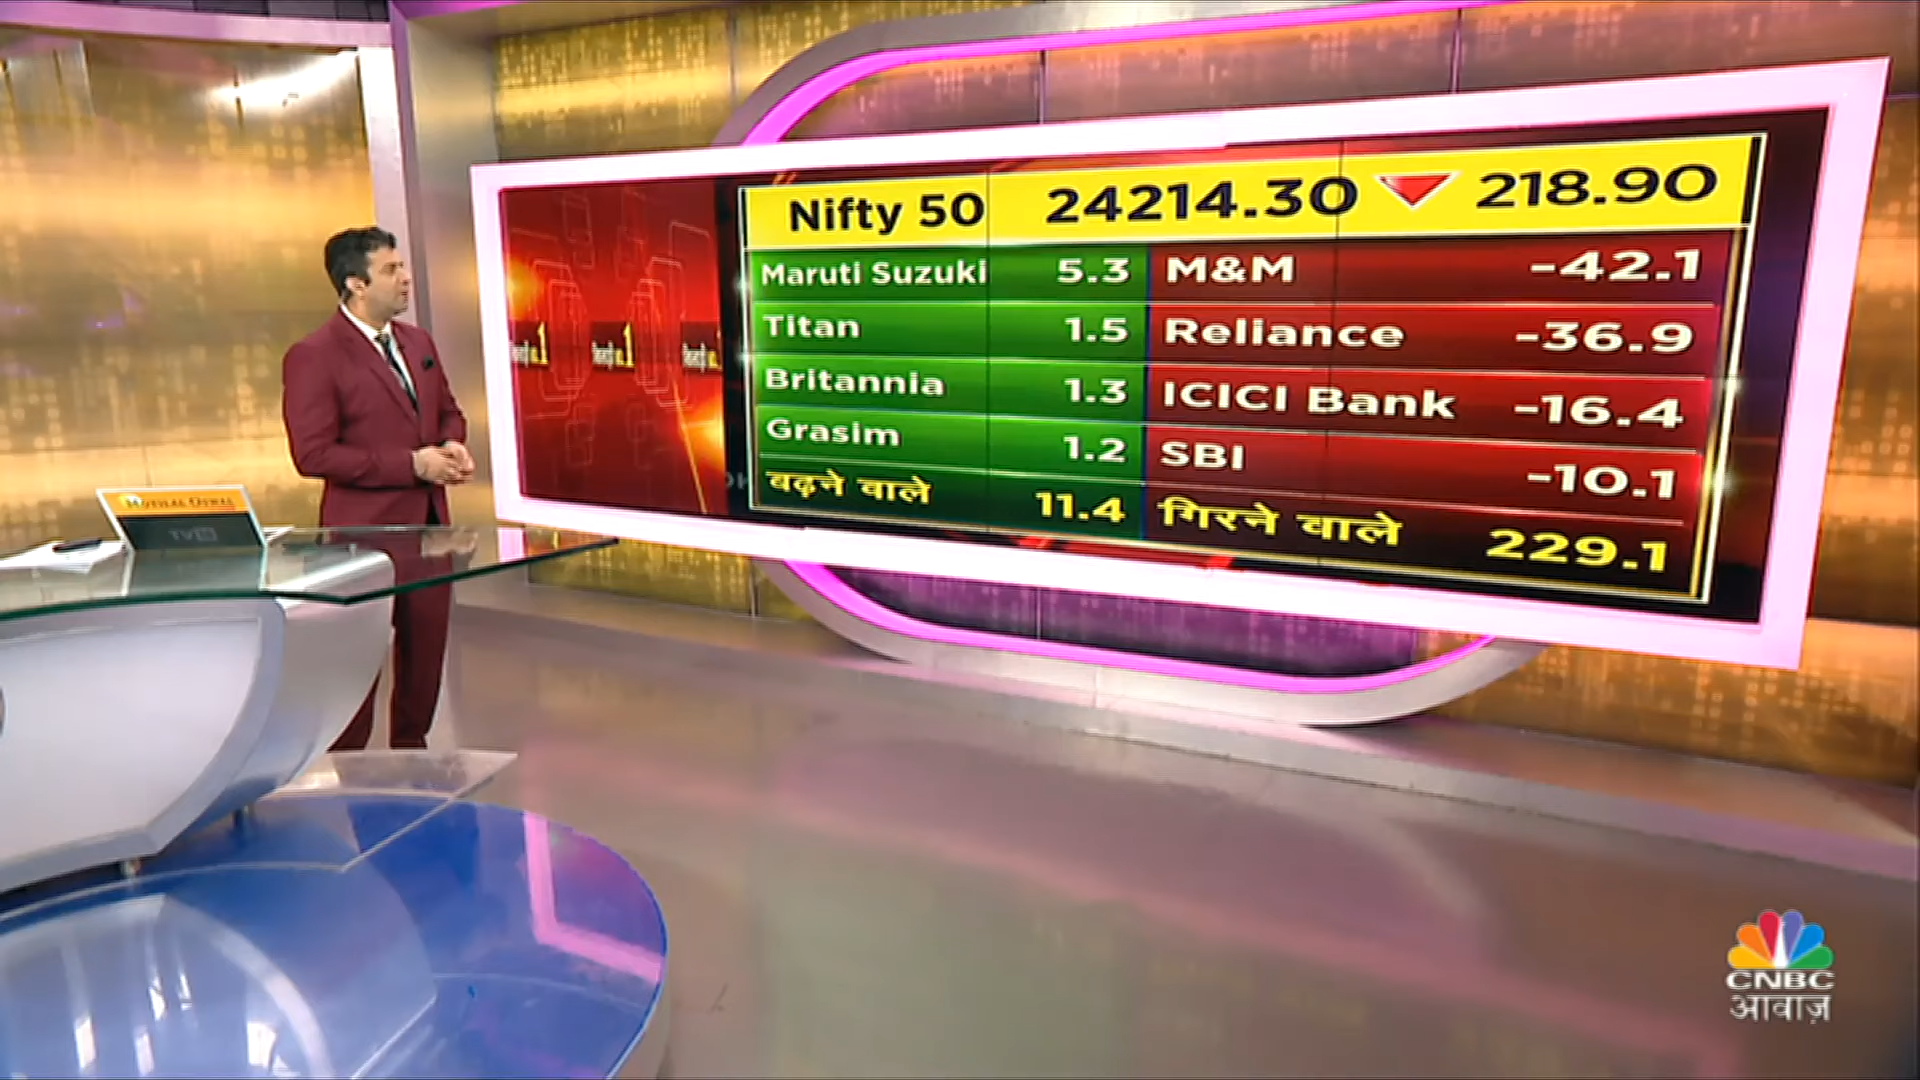 Nifty 50 24214.30 218.90
Maruti Suzuki 5.3 M&M -42.1
Titan 1.5 Reliance -36.9
Britannia 1.3 ICICI Bank -16.4
Grasim 1.2 SBI -10.1
बढ़ने वाले 11.4 गिरने वाले 229.1
MOTILAL OSWAL
CNBC
आवाज़